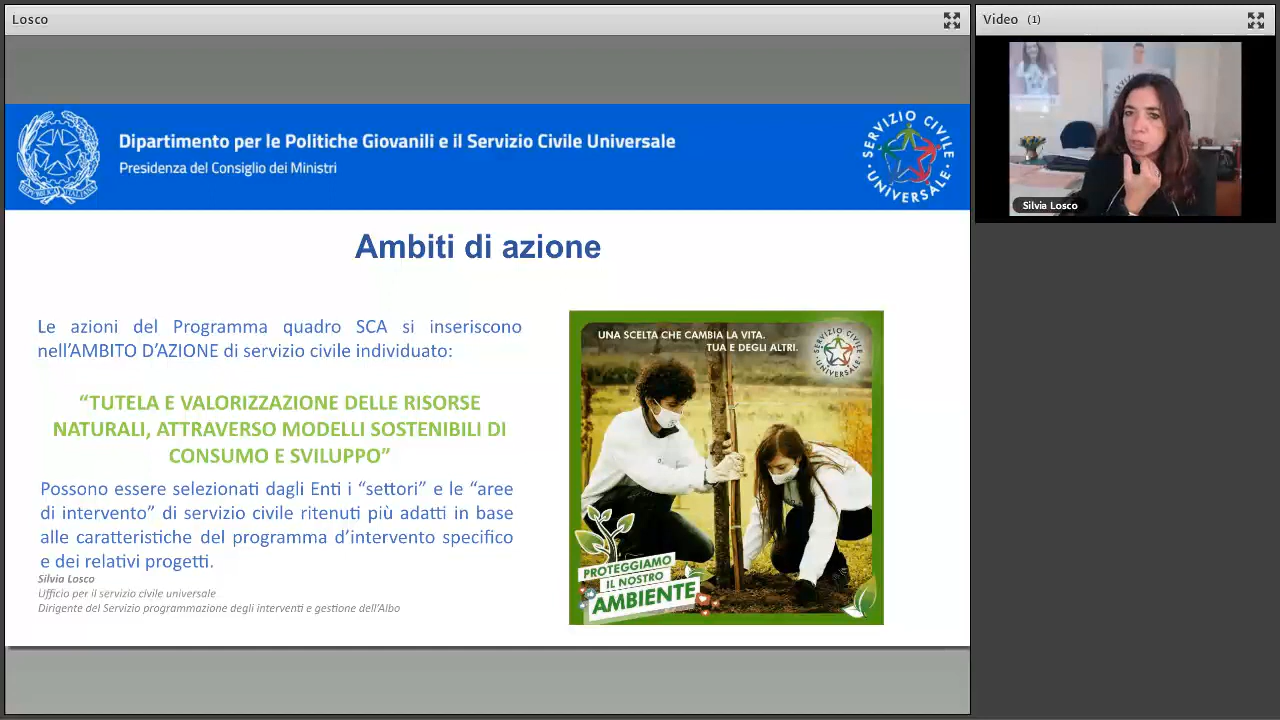 Losco
Video (1)
Dipartimento per le Politiche Giovanili e il Servizio Civile Universale
Presidenza del Consiglio dei Ministri
SERVIZIO CIVILE
UNIVERSALE
Silvia Losco
Ambiti di azione
Le azioni del Programma quadro SCA si inseriscono
nell’AMBITO D’AZIONE di servizio civile individuato:
“TUTELA E VALORIZZAZIONE DELLE RISORSE
NATURALI, ATTRAVERSO MODELLI SOSTENIBILI DI
CONSUMO E SVILUPPO”
Possono essere selezionati dagli Enti i “settori” e le “aree
di intervento” di servizio civile ritenuti più adatti in base
alle caratteristiche del programma d’intervento specifico
e dei relativi progetti.
Silvia Losco
Ufficio per il servizio civile universale
Dirigente del Servizio programmazione degli interventi e gestione dell’Albo
UNA SCELTA CHE CAMBIA LA VITA.
TUA E DEGLI ALTRI.
SERVIZIO CIVILE
UNIVERSALE
PROTEGGIAMO
IL NOSTRO
AMBIENTE